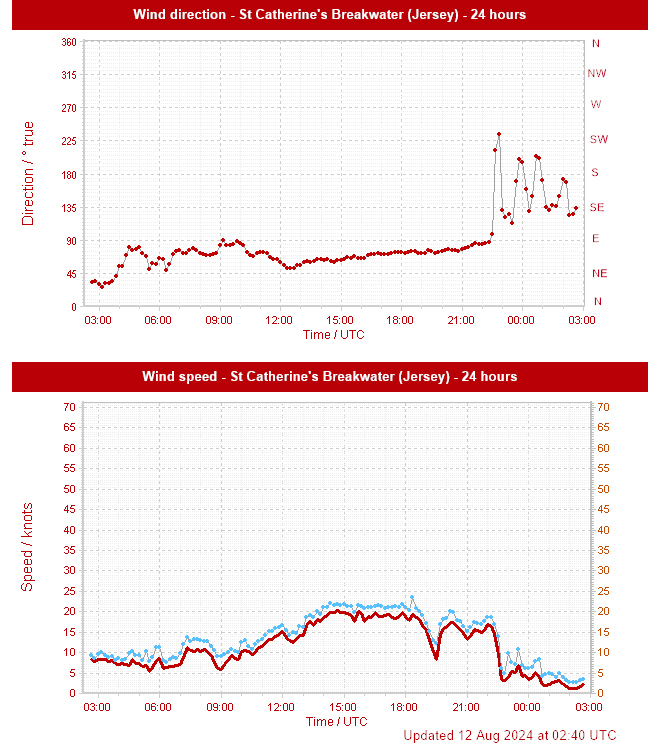 Wind direction - St Catherine's Breakwater (Jersey) - 24 hours
360 N
315 NW
270 W
225 SW
180 S
135 SE
90 E
45 NE
0 N
Direction / ° true
03:00 06:00 09:00 12:00 15:00 18:00 21:00 00:00 03:00
Time / UTC
Wind speed - St Catherine's Breakwater (Jersey) - 24 hours
70 70
65 65
60 60
55 55
50 50
45 45
40 40
35 35
30 30
25 25
20 20
15 15
10 10
5 5
0 0
Speed / knots
03:00 06:00 09:00 12:00 15:00 18:00 21:00 00:00 03:00
Time / UTC
Updated 12 Aug 2024 at 02:40 UTC